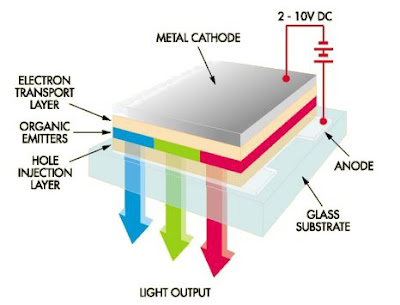 2 - 10V DC
METAL CATHODE
ELECTRON
TRANSPORT
LAYER
ORGANIC
EMITTERS
HOLE
INJECTION
LAYER
ANODE
GLASS
SUBSTRATE
LIGHT OUTPUT